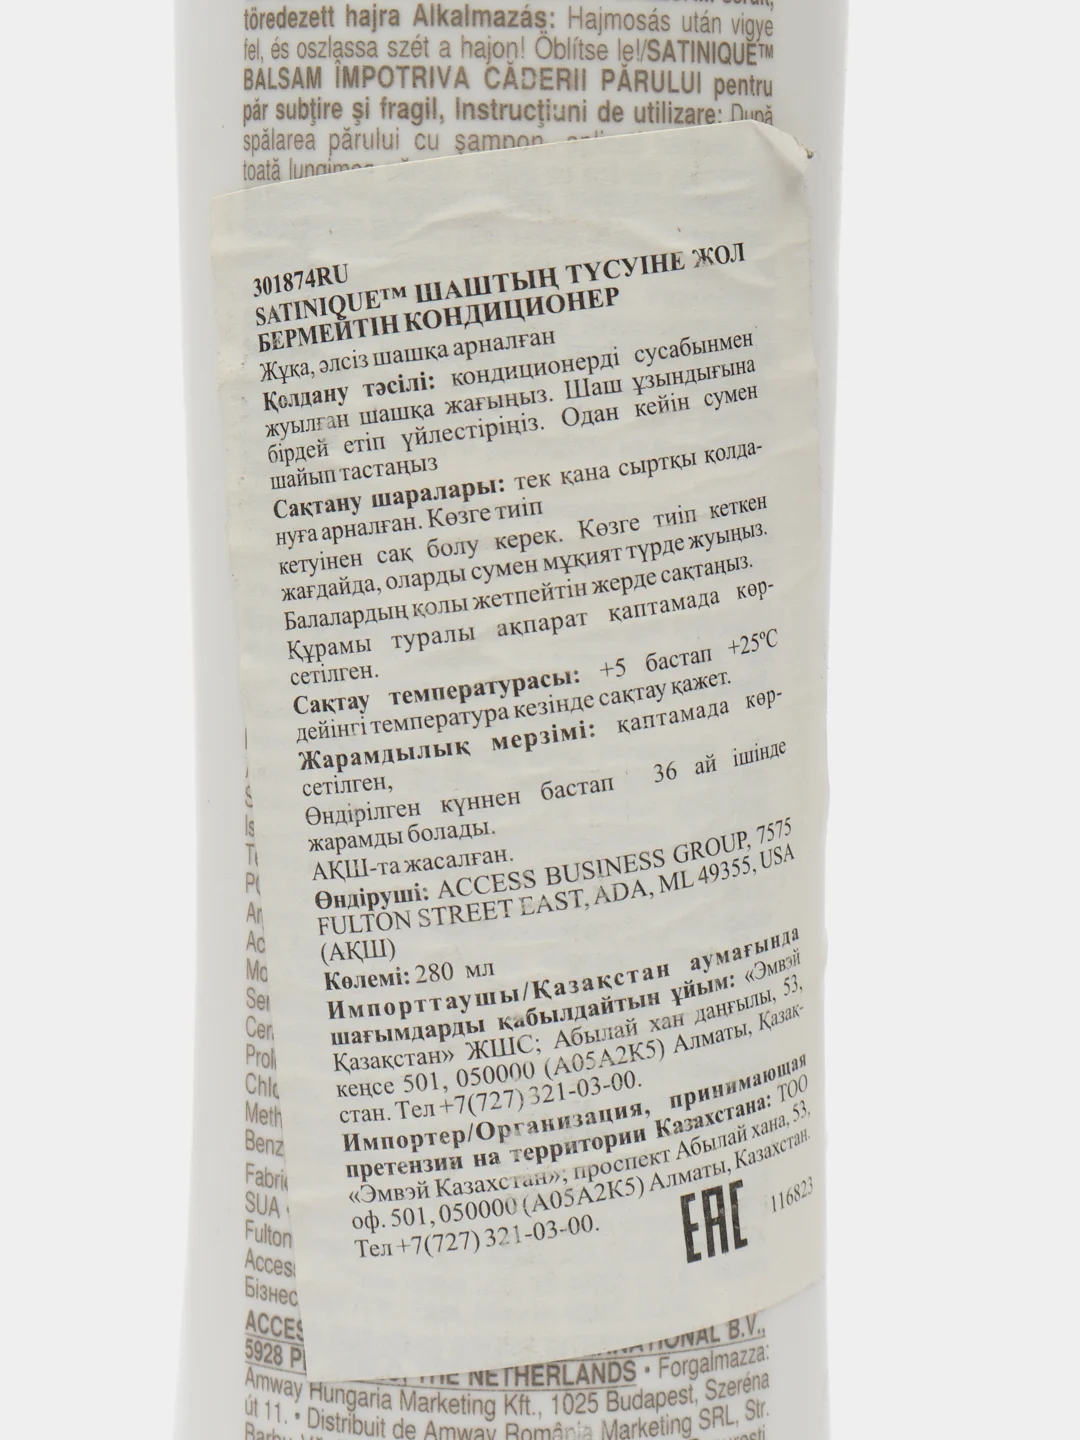 töredezett hajra Alkalmazás: Hajmosás után vigye
fel, és oszlassa szét a hajon! Öblítse le!/SATINIQUE™
BALSAM ÎMPOTRIVA CĂDERII PĂRULUI pentru
păr subţire şi fragil, Instrucţiuni de utilizare: După
spălarea părului cu şampon,
toată
301874RU
SATINIQUE™ ШАШТЫҢ ТҮСУІНЕ ЖОЛ
БЕРМЕЙТІН КОНДИЦИОНЕР
Жұқа, әлсіз шашқа арналған
Қолдану тәсілі: кондиционерді сусабынмен
жуылған шашқа жағыңыз. Шаш ұзындығына
бірдей етіп үйлестіріңіз. Одан кейін сумен
шайып тастаңыз
Сақтану шаралары: тек қана сыртқы қолда-
нуға арналған. Көзге тиіп
кетуінен сақ болу керек. Көзге тиіп кеткен
жағдайда, оларды сумен мұқият түрде жуыңыз.
Балалардың қолы жетпейтін жерде сақтаңыз.
Құрамы туралы ақпарат қаптамада көр-
сетілген.
Сақтау температурасы: +5 бастап +25ºС
дейінгі температура кезінде сақтау қажет.
Жарамдылық мерзімі: қаптамада көр-
сетілген,
Өндірілген күннен бастап 36 ай ішінде
жарамды болады.
АҚШ-та жасалған.
Өндіруші: ACCESS BUSINESS GROUP, 7575
FULTON STREET EAST, ADA, ML 49355, USA
(АҚШ)
Көлемі: 280 мл
Импорттаушы/Қазақстан аумағында
шағымдарды қабылдайтын ұйым: «Эмвэй
Қазақстан» ЖШС; Абылай хан даңғылы, 53,
кеңсе 501, 050000 (А05А2К5) Алматы, Қазақ-
стан. Тел +7(727) 321-03-00.
Импортер/Организация, принимающая
претензии на территории Казахстана: ТОО
«Эмвэй Казахстан»; проспект Абылай хана, 53,
оф. 501, 050000 (А05А2К5) Алматы, Казахстан.
Тел +7(727) 321-03-00.
EAC 116823
Fulton
5928 THE NETHERLANDS • Forgalmazza:
Amway Hungaria Marketing Kft., 1025 Budapest, Szeréna
út 11. • Distribuit de Amway România Marketing SRL, Str.